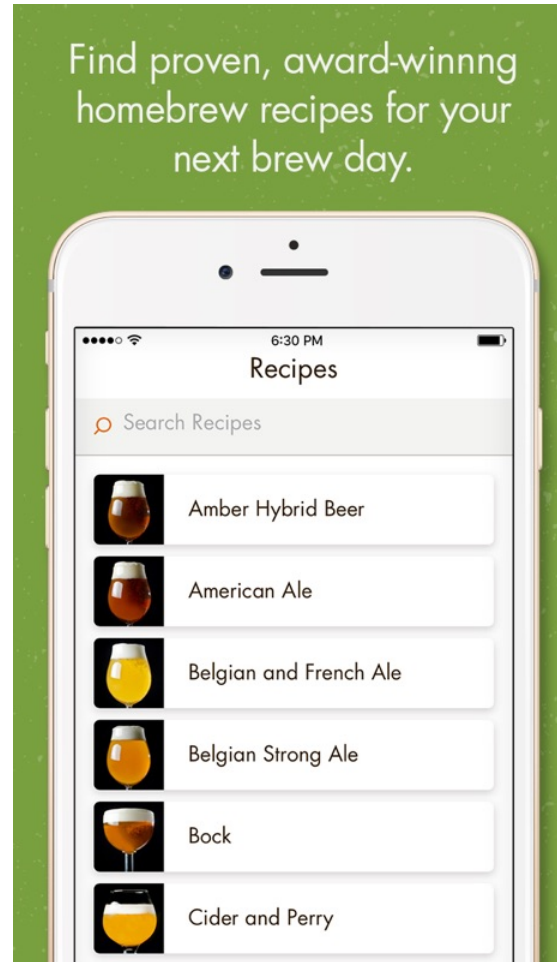 Find proven, award-winnng
homebrew recipes for your
next brew day.
6:30 PM
Recipes
Search Recipes
Amber Hybrid Beer
American Ale
Belgian and French Ale
Belgian Strong Ale
Bock
Cider and Perry